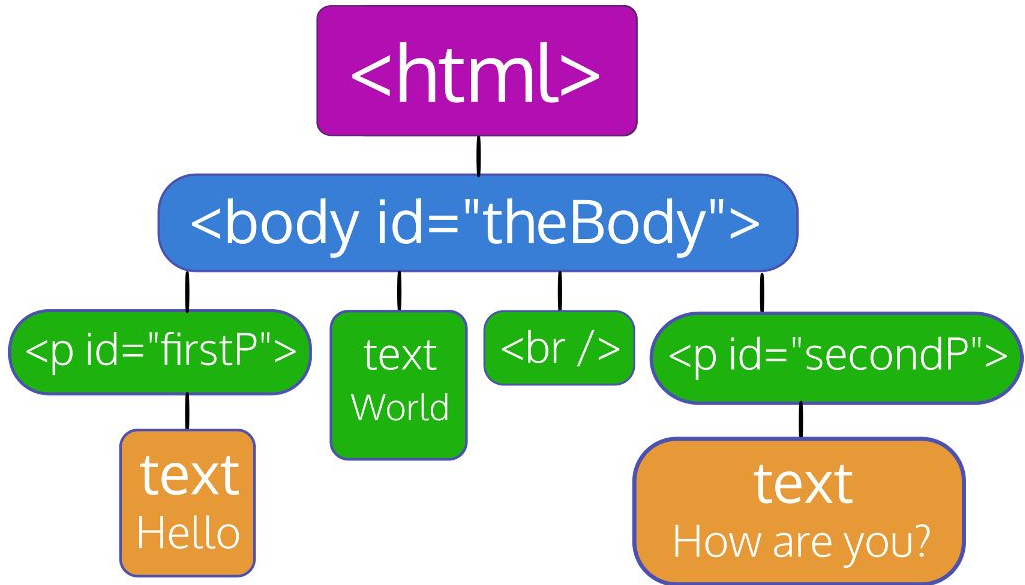 <html>
<body id="theBody">
<p id="firstP">
text
World
<br />
<p id="secondP">
text
Hello
text
How are you?